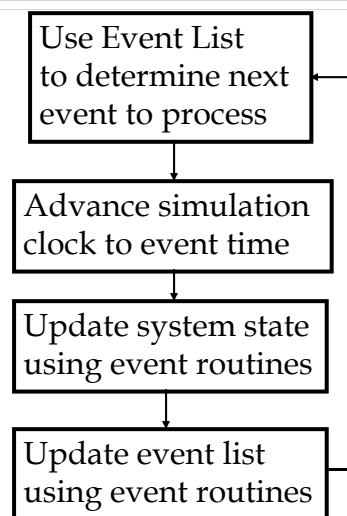 Use Event List
to determine next
event to process
Advance simulation
clock to event time
Update system state
using event routines
Update event list
using event routines